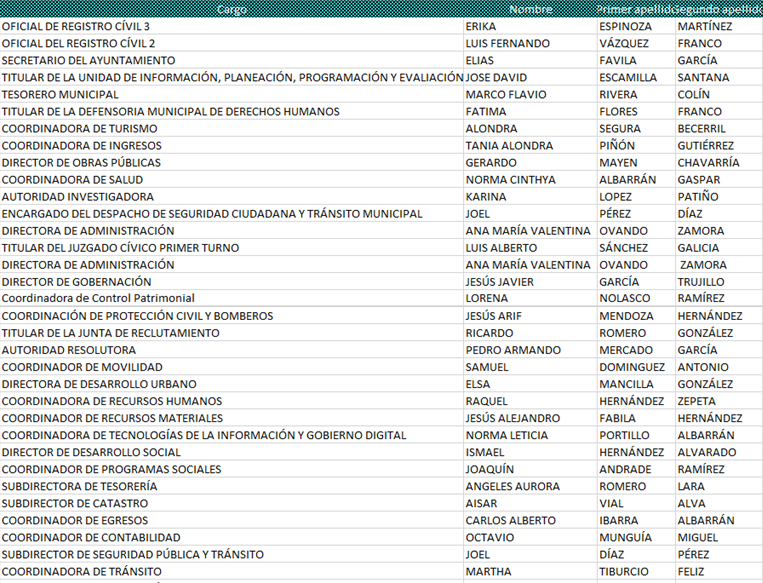 Cargo Nombre Primer apellido Segundo apellido
OFICIAL DE REGISTRO CÍVIL 3 ERIKA ESPINOZA MARTÍNEZ
OFICIAL DEL REGISTRO CÍVIL 2 LUIS FERNANDO VÁZQUEZ FRANCO
SECRETARIO DEL AYUNTAMIENTO ELIAS FAVILA GARCÍA
TITULAR DE LA UNIDAD DE INFORMACIÓN, PLANEACIÓN, PROGRAMACIÓN Y EVALIACIÓN JOSE DAVID ESCAMILLA SANTANA
TESORERO MUNICIPAL MARCO FLAVIO RIVERA COLÍN
TITULAR DE LA DEFENSORIA MUNICIPAL DE DERECHOS HUMANOS FATIMA FLORES FRANCO
COORDINADORA DE TURISMO ALONDRA SEGURA BECERRIL
COORDINADORA DE INGRESOS TANIA ALONDRA PIÑÓN GUTIÉRREZ
DIRECTOR DE OBRAS PÚBLICAS GERARDO MAYEN CHAVARRÍA
COORDINADORA DE SALUD NORMA CINTHYA ALBARRÁN GASPAR
AUTORIDAD INVESTIGADORA KARINA LOPEZ PATIÑO
ENCARGADO DEL DESPACHO DE SEGURIDAD CIUDADANA Y TRÁNSITO MUNICIPAL JOEL PÉREZ DÍAZ
DIRECTORA DE ADMINISTRACIÓN ANA MARÍA VALENTINA OVANDO ZAMORA
TITULAR DEL JUZGADO CÍVICO PRIMER TURNO LUIS ALBERTO SÁNCHEZ GALICIA
DIRECTORA DE ADMINISTRACIÓN ANA MARÍA VALENTINA OVANDO ZAMORA
DIRECTOR DE GOBERNACIÓN JESÚS JAVIER GARCÍA TRUJILLO
Coordinadora de Control Patrimonial LORENA NOLASCO RAMÍREZ
COORDINACIÓN DE PROTECCIÓN CIVIL Y BOMBEROS JESÚS ARIF MENDOZA HERNÁNDEZ
TITULAR DE LA JUNTA DE RECLUTAMIENTO RICARDO ROMERO GONZÁLEZ
AUTORIDAD RESOLUTORA PEDRO ARMANDO MERCADO GARCÍA
COORDINADOR DE MOVILIDAD SAMUEL DOMINGUEZ ANTONIO
DIRECTORA DE DESARROLLO URBANO ELSA MANCILLA GONZÁLEZ
COORDINADORA DE RECURSOS HUMANOS RAQUEL HERNÁNDEZ ZEPETA
COORDINADOR DE RECURSOS MATERIALES JESÚS ALEJANDRO FABILA HERNÁNDEZ
COORDINADORA DE TECNOLOGÍAS DE LA INFORMACIÓN Y GOBIERNO DIGITAL NORMA LETICIA PORTILLO ALBARRÁN
DIRECTOR DE DESARROLLO SOCIAL ISMAEL HERNÁNDEZ ALVARADO
COORDINADOR DE PROGRAMAS SOCIALES JOAQUÍN ANDRADE RAMÍREZ
SUBDIRECTORA DE TESORERÍA ANGELES AURORA ROMERO LARA
SUBDIRECTOR DE CATASTRO AISAR VIAL ALVA
COORDINADOR DE EGRESOS CARLOS ALBERTO IBARRA ALBARRÁN
COORDINADOR DE CONTABILIDAD OCTAVIO MUNGUÍA MIGUEL
SUBDIRECTOR DE SEGURIDAD PÚBLICA Y TRÁNSITO JOEL DÍAZ PÉREZ
COORDINADORA DE TRÁNSITO MARTHA TIBURCIO FELIZ